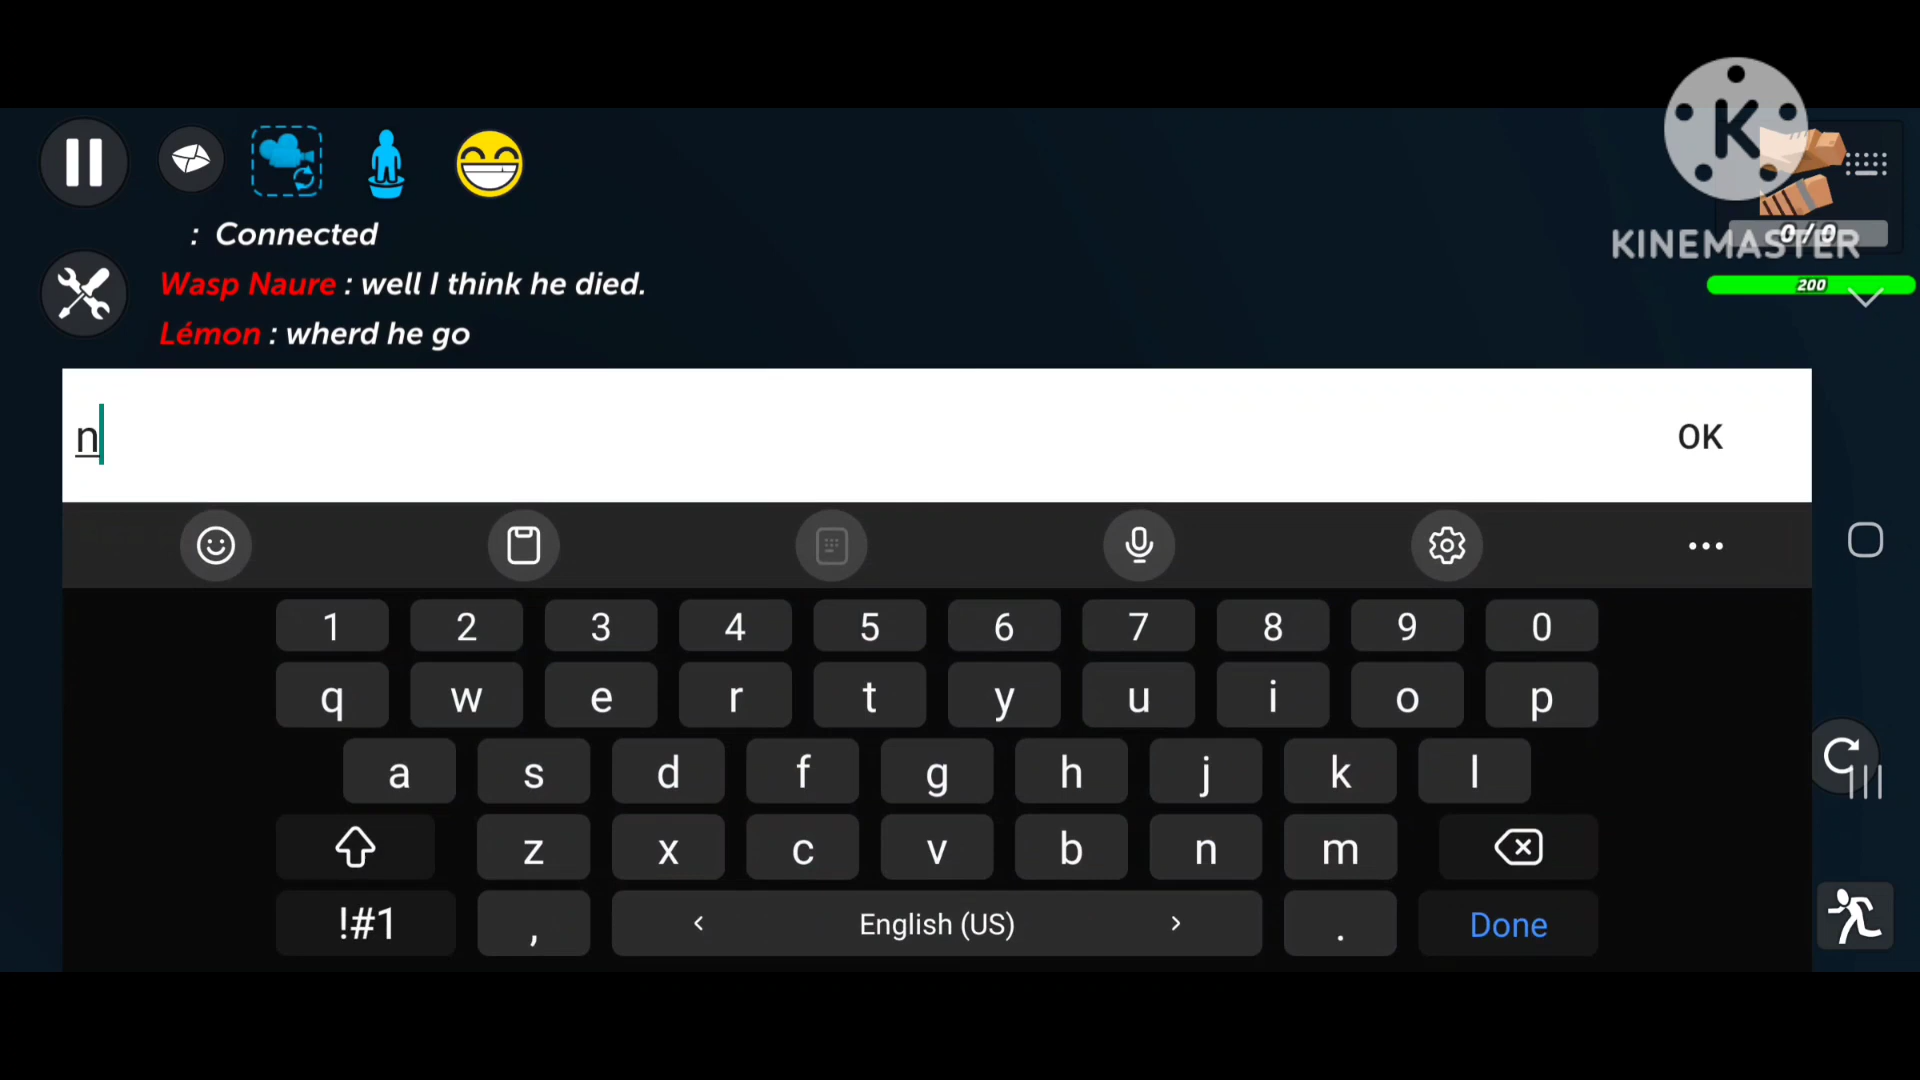 K
: Connected
0/0
KINEMASTER
Wasp Naure : well I think he died.
200
Lémon : wherd he go
n
OK
1 2 3 4 5 6 7 8 9 0
q w e r t y u i o p
a s d f g h j k l
z x c v b n m
!#1 , < English (US) > . Done